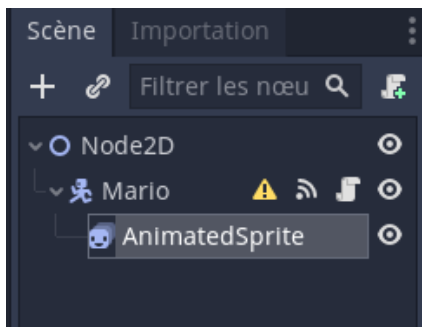 Scène Importation
Filtrer les nœu
Node2D
Mario
AnimatedSprite